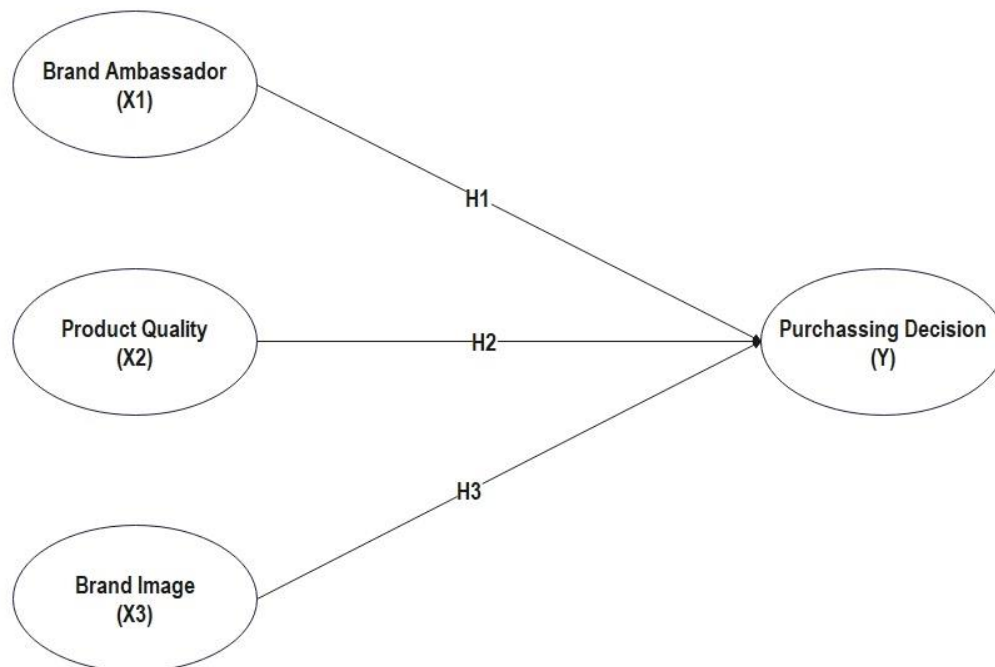 Brand Ambassador
(X1)
H1
Product Quality
(X2)
H2
Purchassing Decision
(Y)
H3
Brand Image
(X3)